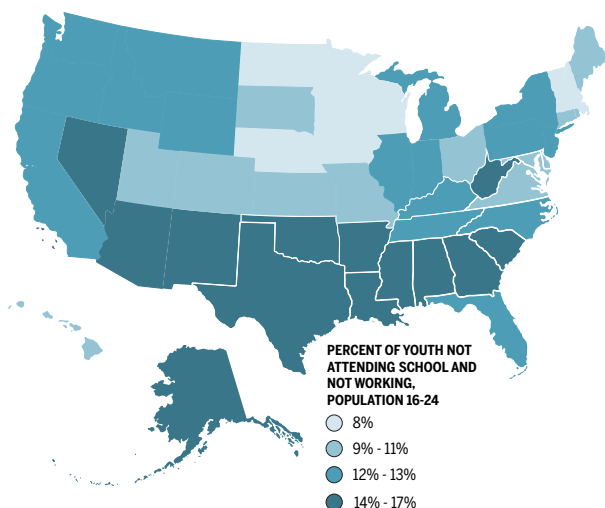 PERCENT OF YOUTH NOT
ATTENDING SCHOOL AND
NOT WORKING,
POPULATION 16-24
8%
9% - 11%
12% - 13%
14% - 17%